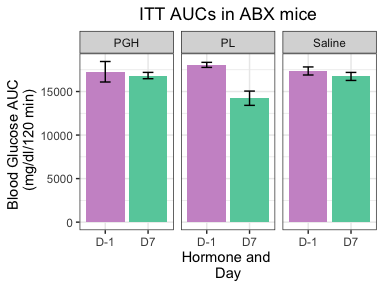 ITT AUCs in ABX mice
PGH PL Saline
Blood Glucose AUC
(mg/dl/120 min)
15000
10000
5000
0
D-1 D7 D-1 D7 D-1 D7
Hormone and
Day